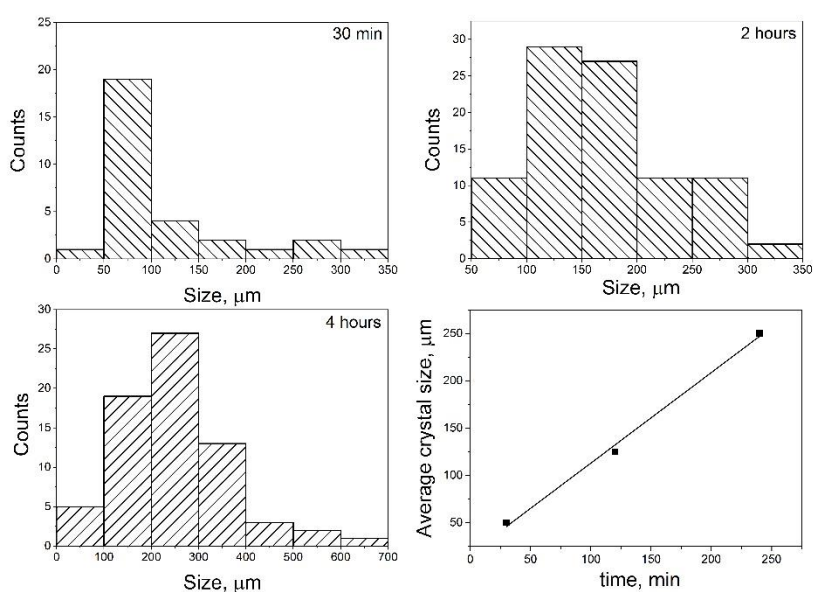 30 min
25
20
15
10
5
0
Counts
0 50 100 150 200 250 300 350
Size, μm
2 hours
30
25
20
15
10
5
0
Counts
50 100 150 200 250 300 350
Size, μm
4 hours
30
25
20
15
10
5
0
Counts
0 100 200 300 400 500 600 700
Size, μm
250
200
150
100
50
Average crystal size, μm
0 50 100 150 200 250
time, min